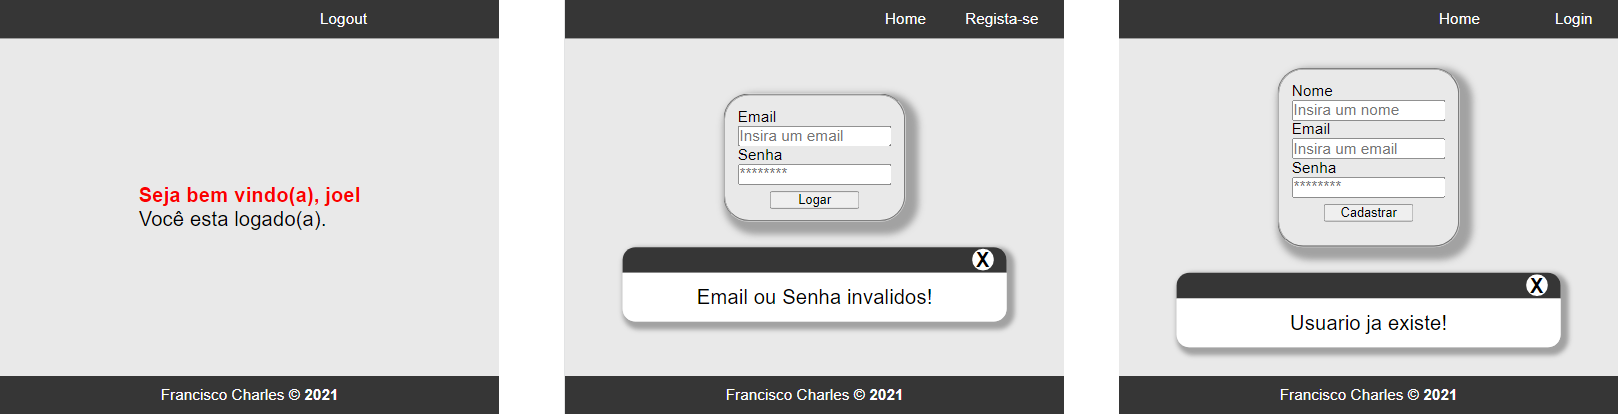 Logout
Seja bem vindo(a), joel
Você esta logado(a).
Francisco Charles © 2021
Home Regista-se
Email
Insira um email
Senha
********
Logar
X
Email ou Senha invalidos!
Francisco Charles © 2021
Home Login
Nome
Insira um nome
Email
Insira um email
Senha
********
Cadastrar
X
Usuario ja existe!
Francisco Charles © 2021